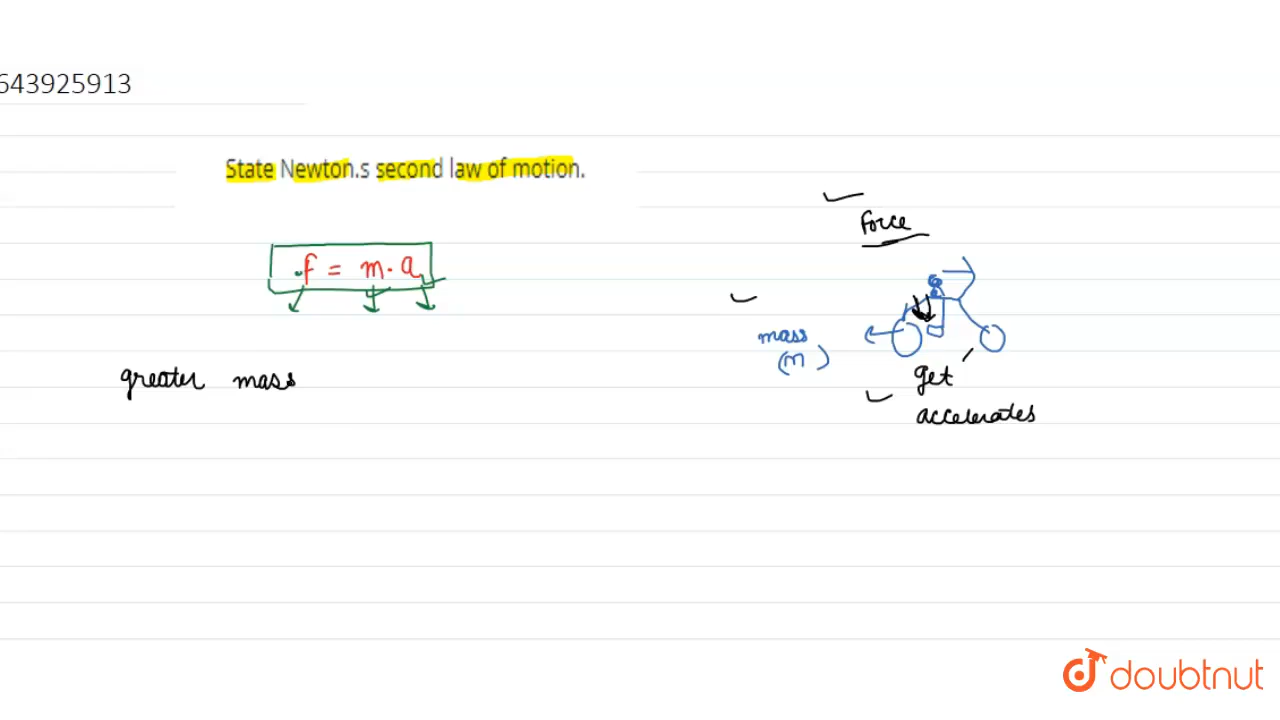 643925913
State Newton.s second law of motion.
Force
f = m. a
mass
(m)
greater mass
get
accelerates
doubtnut